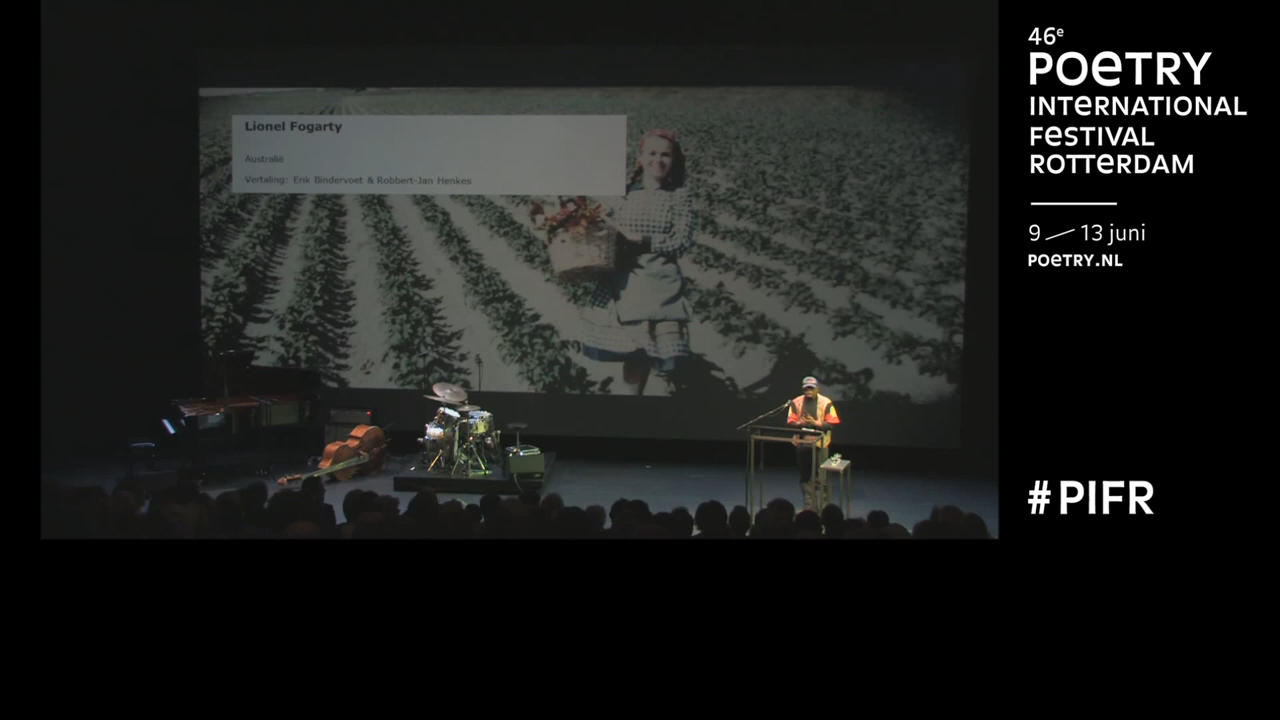 Lionel Fogarty
Australië
Vertaling: Erik Bindervoet & Robbert-Jan Henkes
46e
POeTRY
INTeRNATIONAL
FeSTIVAL
ROTTeRDAM
9 — 13 juni
POeTRY.NL
#PIFR